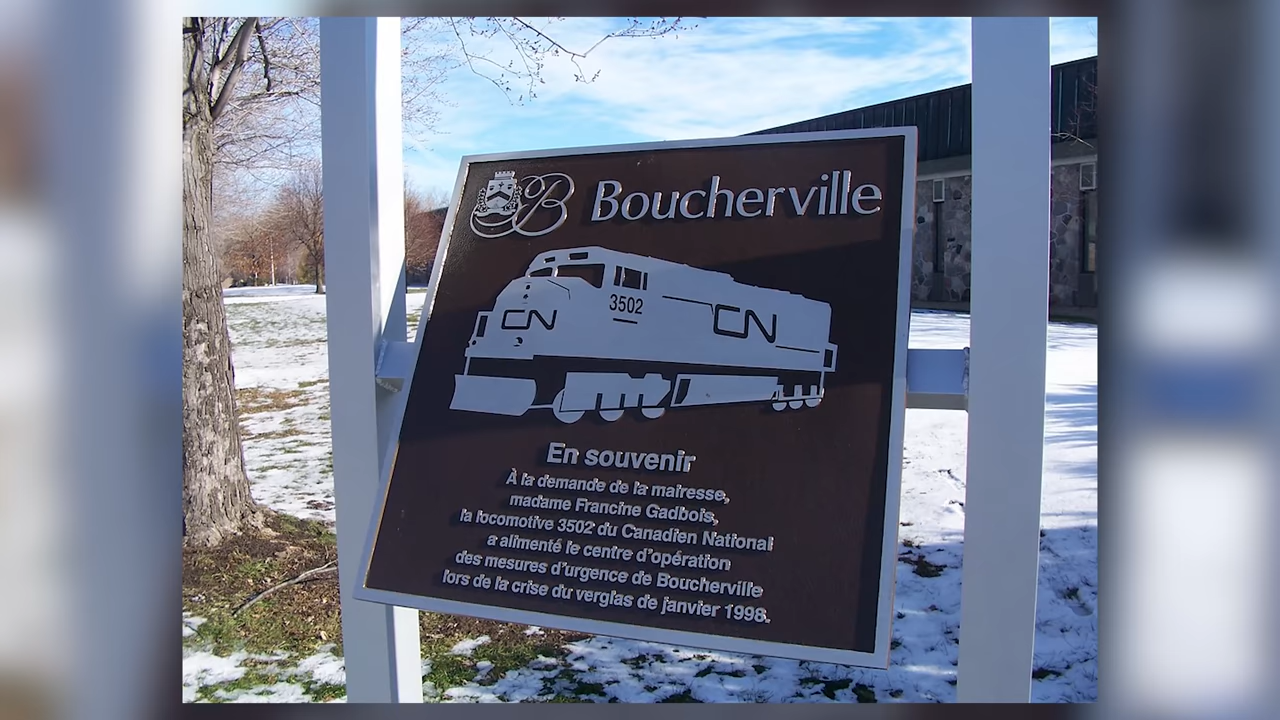 B Boucherville
3502
CN CN
En souvenir
À la demande de la mairesse,
madame Francine Gadbois,
la locomotive 3502 du Canadien National
a alimenté le centre d'opération
des mesures d'urgence de Boucherville
lors de la crise du verglas de janvier 1998.